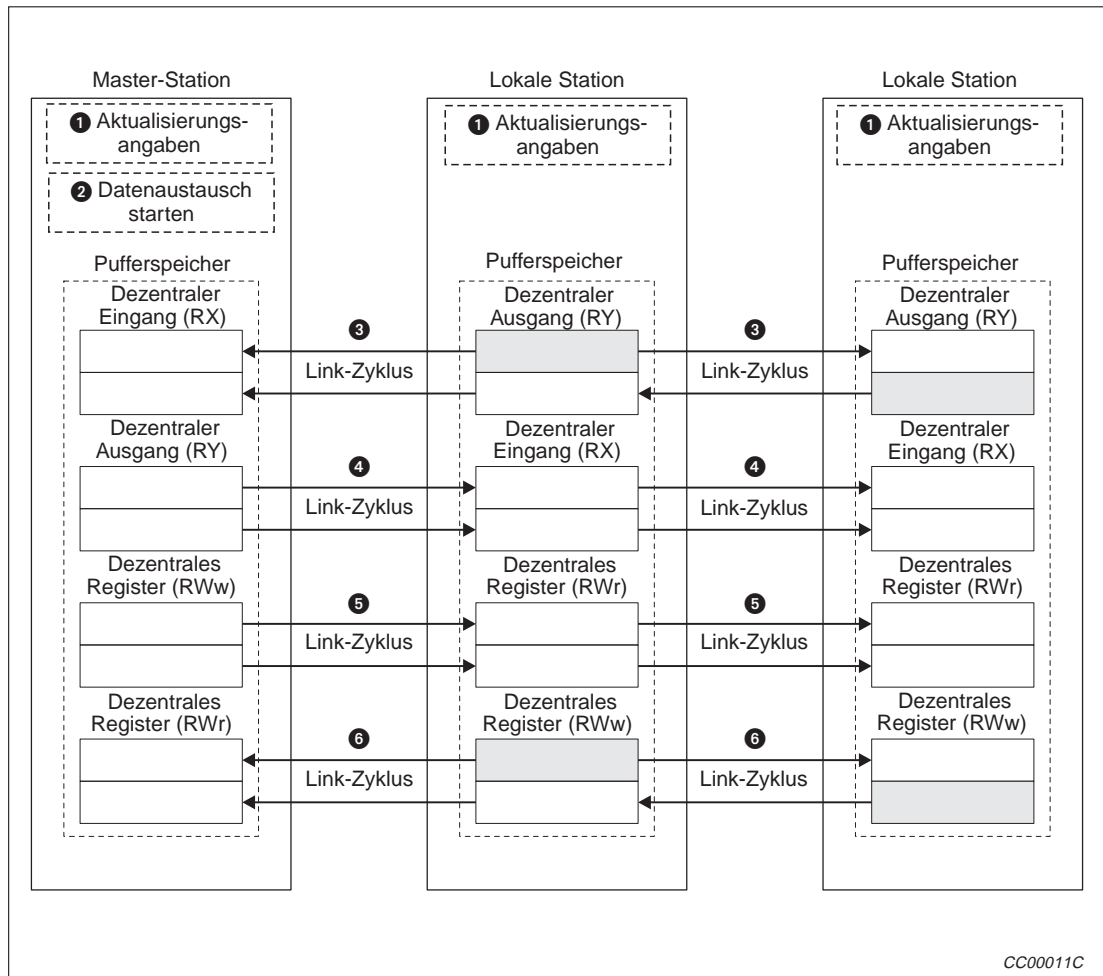 Master-Station
Lokale Station
Lokale Station
❶ Aktualisierungs-
angaben
❶ Aktualisierungs-
angaben
❶ Aktualisierungs-
angaben
❷ Datenaustausch
starten
Pufferspeicher
Pufferspeicher
Pufferspeicher
Dezentraler
Eingang (RX)
❸
Link-Zyklus
Dezentraler
Ausgang (RY)
❸
Link-Zyklus
Dezentraler
Ausgang (RY)
Dezentraler
Ausgang (RY)
❹
Link-Zyklus
Dezentraler
Eingang (RX)
❹
Link-Zyklus
Dezentraler
Eingang (RX)
Dezentrales
Register (RWw)
❺
Link-Zyklus
Dezentrales
Register (RWr)
❺
Link-Zyklus
Dezentrales
Register (RWr)
Dezentrales
Register (RWr)
❻
Link-Zyklus
Dezentrales
Register (RWw)
❻
Link-Zyklus
Dezentrales
Register (RWw)
CC00011C